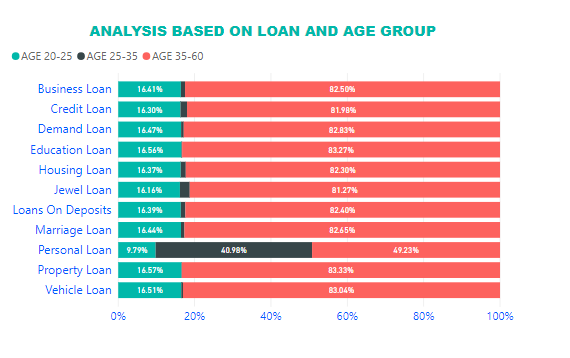 ANALYSIS BASED ON LOAN AND AGE GROUP
AGE 20-25 AGE 25-35 AGE 35-60
Business Loan 16.41% 82.50%
Credit Loan 16.30% 81.98%
Demand Loan 16.47% 82.83%
Education Loan 16.56% 83.27%
Housing Loan 16.37% 82.30%
Jewel Loan 16.16% 81.27%
Loans On Deposits 16.39% 82.40%
Marriage Loan 16.44% 82.65%
Personal Loan 9.79% 40.98% 49.23%
Property Loan 16.57% 83.33%
Vehicle Loan 16.51% 83.04%
0% 20% 40% 60% 80% 100%